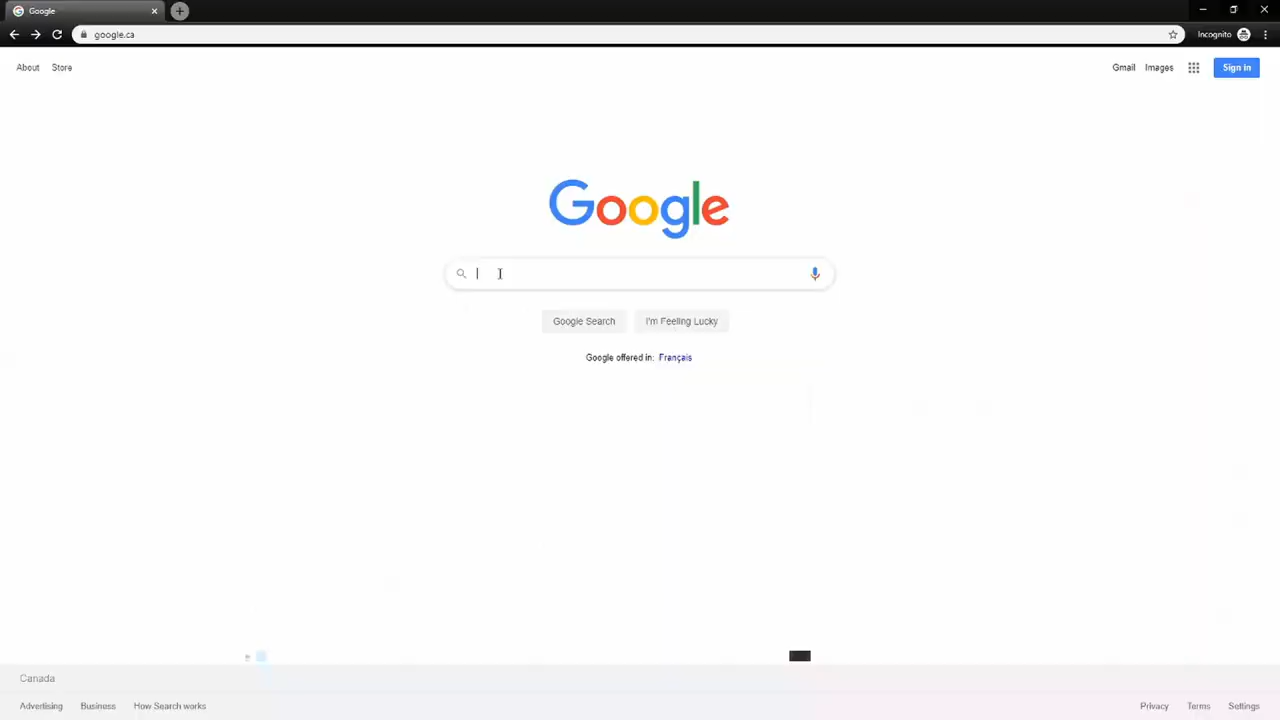 Google
google.ca
Incognito
About Store
Gmail Images Sign in
Google
Google Search I'm Feeling Lucky
Google offered in: Français
Canada
Advertising Business How Search works
Privacy Terms Settings